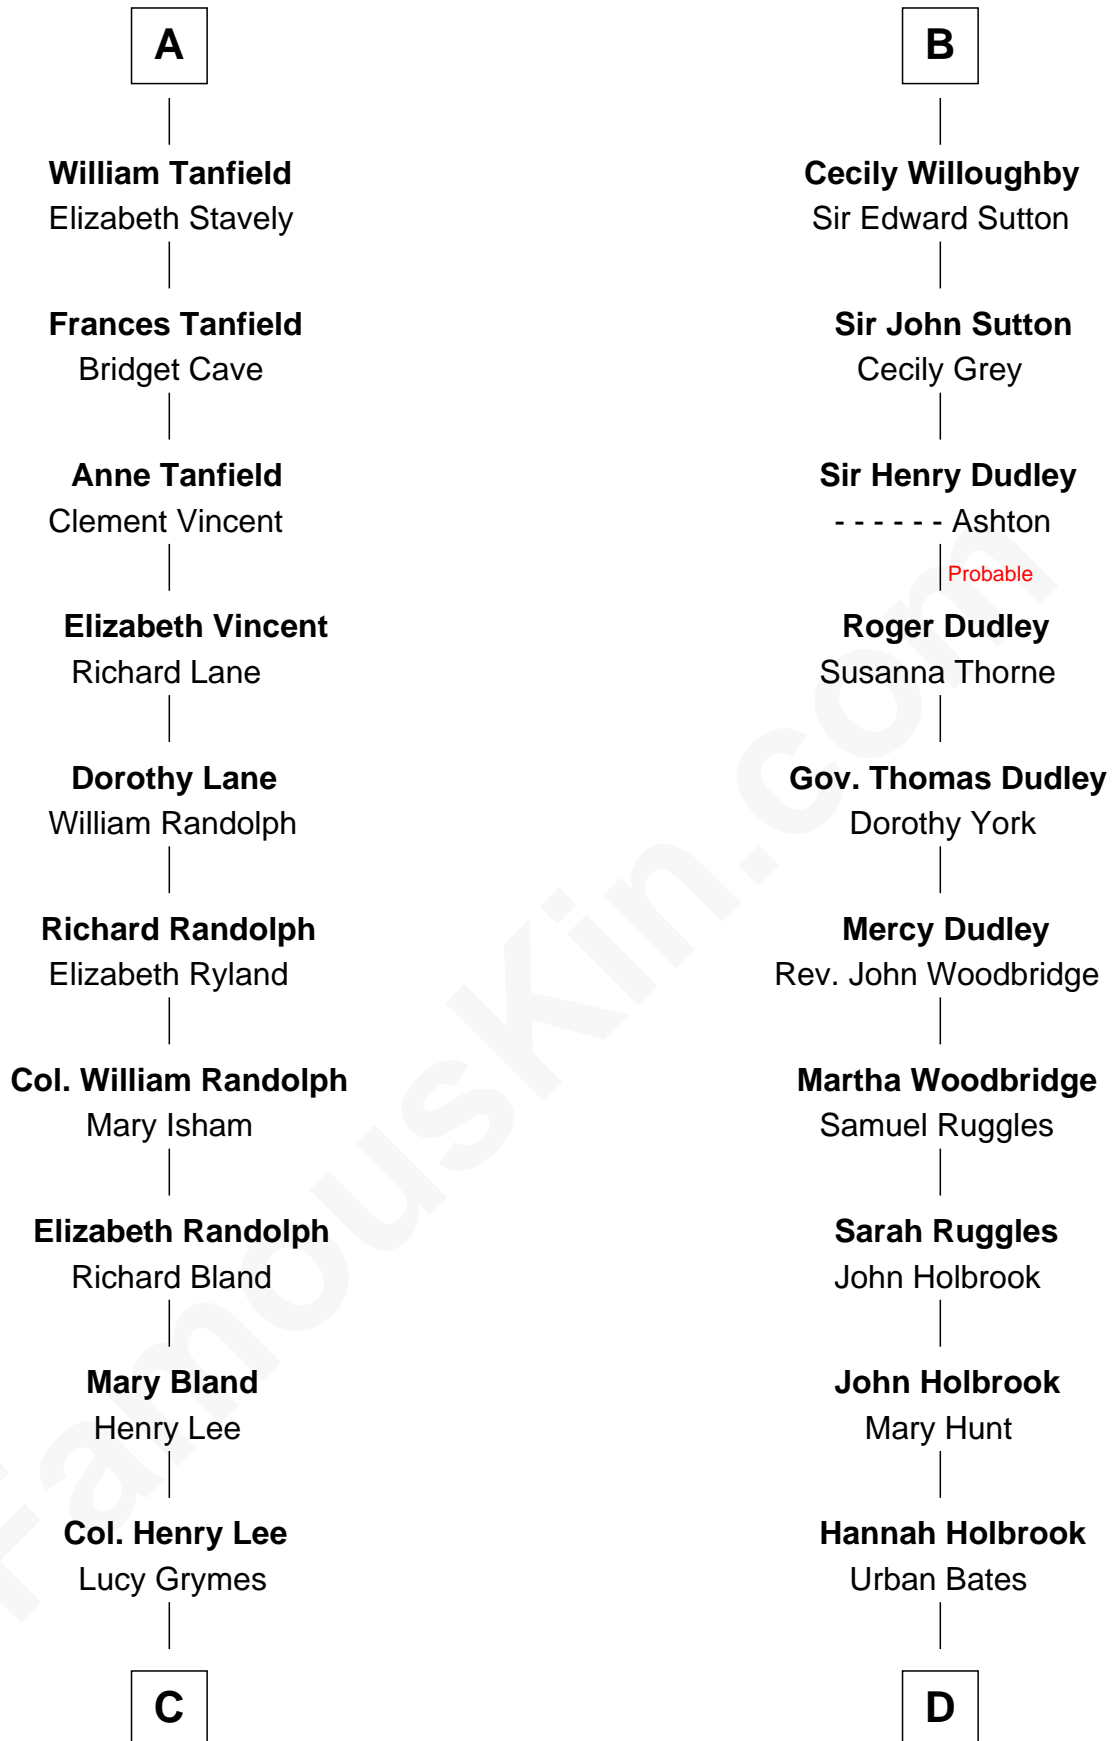 A
William Tanfield
Elizabeth Stavely
Frances Tanfield
Bridget Cave
Anne Tanfield
Clement Vincent
Elizabeth Vincent
Richard Lane
Dorothy Lane
William Randolph
Richard Randolph
Elizabeth Ryland
Col. William Randolph
Mary Isham
Elizabeth Randolph
Richard Bland
Mary Bland
Henry Lee
Col. Henry Lee
Lucy Grymes
C
B
Cecily Willoughby
Sir Edward Sutton
Sir John Sutton
Cecily Grey
Sir Henry Dudley
- - - - - - Ashton
Probable
Roger Dudley
Susanna Thorne
Gov. Thomas Dudley
Dorothy York
Mercy Dudley
Rev. John Woodbridge
Martha Woodbridge
Samuel Ruggles
Sarah Ruggles
John Holbrook
John Holbrook
Mary Hunt
Hannah Holbrook
Urban Bates
D
FamousKin.com